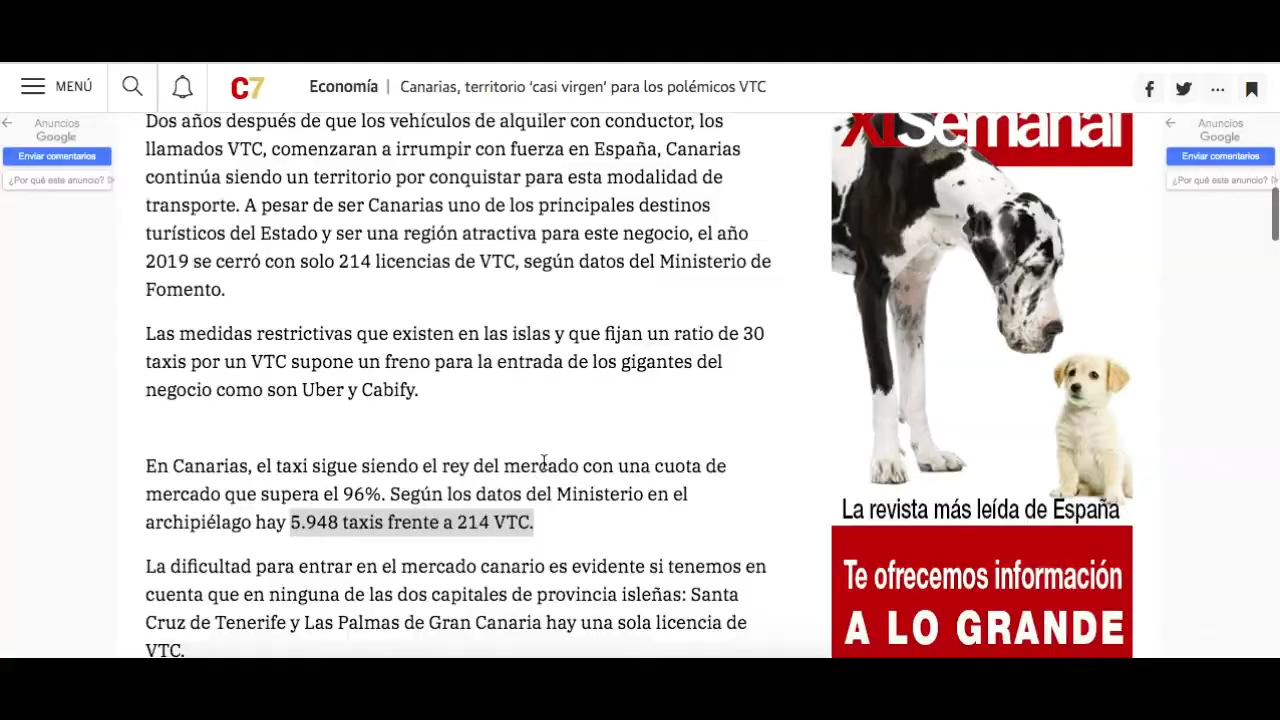 MENÚ
C7
Economía | Canarias, territorio ‘casi virgen’ para los polémicos VTC
...
Anuncios
Google
Enviar comentarios
¿Por qué este anuncio?
Dos años después de que los vehículos de alquiler con conductor, los
llamados VTC, comenzaran a irrumpir con fuerza en España, Canarias
continúa siendo un territorio por conquistar para esta modalidad de
transporte. A pesar de ser Canarias uno de los principales destinos
turísticos del Estado y ser una región atractiva para este negocio, el año
2019 se cerró con solo 214 licencias de VTC, según datos del Ministerio de
Fomento.
Las medidas restrictivas que existen en las islas y que fijan un ratio de 30
taxis por un VTC supone un freno para la entrada de los gigantes del
negocio como son Uber y Cabify.
En Canarias, el taxi sigue siendo el rey del mercado con una cuota de
mercado que supera el 96%. Según los datos del Ministerio en el
archipiélago hay 5.948 taxis frente a 214 VTC.
La dificultad para entrar en el mercado canario es evidente si tenemos en
cuenta que en ninguna de las dos capitales de provincia isleñas: Santa
Cruz de Tenerife y Las Palmas de Gran Canaria hay una sola licencia de
VTC.
XLSemanal
La revista más leída de España
Te ofrecemos información
A LO GRANDE
Anuncios
Google
Enviar comentarios
¿Por qué este anuncio?